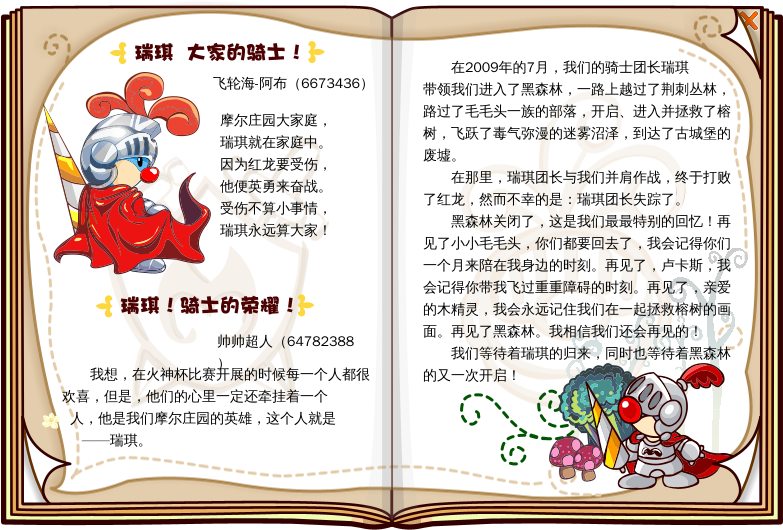 瑞琪 大家的骑士！
飞轮海-阿布（6673436）
摩尔庄园大家庭，
瑞琪就在家庭中。
因为红龙要受伤，
他便英勇来奋战。
受伤不算小事情，
瑞琪永远算大家！
瑞琪！骑士的荣耀！
帅帅超人（64782388
）
我想，在火神杯比赛开展的时候每一个人都很
欢喜，但是，他们的心里一定还牵挂着一个
人，他是我们摩尔庄园的英雄，这个人就是
——瑞琪。
在2009年的7月，我们的骑士团长瑞琪
带领我们进入了黑森林，一路上越过了荆刺丛林，
路过了毛毛头一族的部落，开启、进入并拯救了榕
树，飞跃了毒气弥漫的迷雾沼泽，到达了古城堡的
废墟。
在那里，瑞琪团长与我们并肩作战，终于打败
了红龙，然而不幸的是：瑞琪团长失踪了。
黑森林关闭了，这是我们最最特别的回忆！再
见了小小毛毛头，你们都要回去了，我会记得你们
一个月来陪在我身边的时刻。再见了，卢卡斯，我
会记得你带我飞过重重障碍的时刻。再见了，亲爱
的木精灵，我会永远记住我们在一起拯救榕树的画
面。再见了黑森林。我相信我们还会再见的！
我们等待着瑞琪的归来，同时也等待着黑森林
的又一次开启！